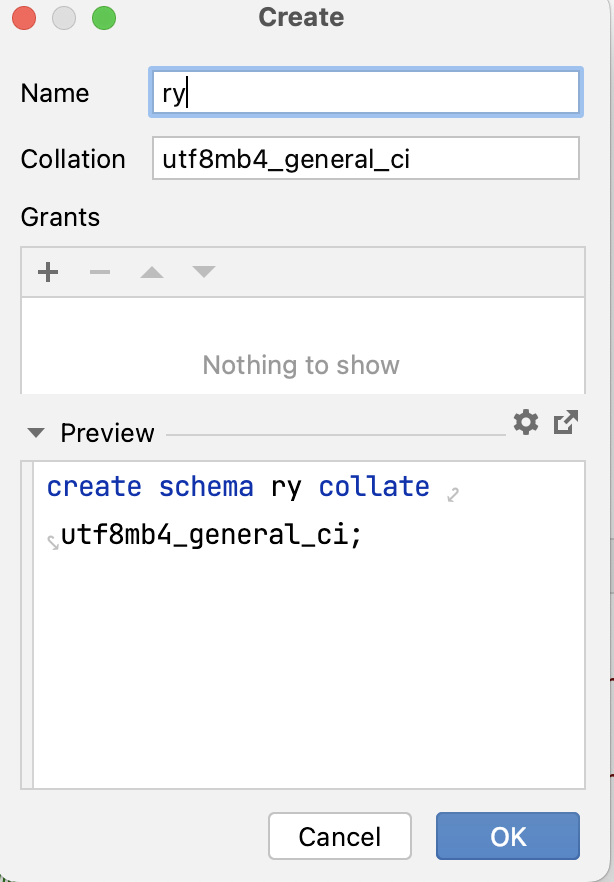 Create
Name
ry
Collation
utf8mb4_general_ci
Grants
Nothing to show
Preview
create schema ry collate
utf8mb4_general_ci;
Cancel
OK